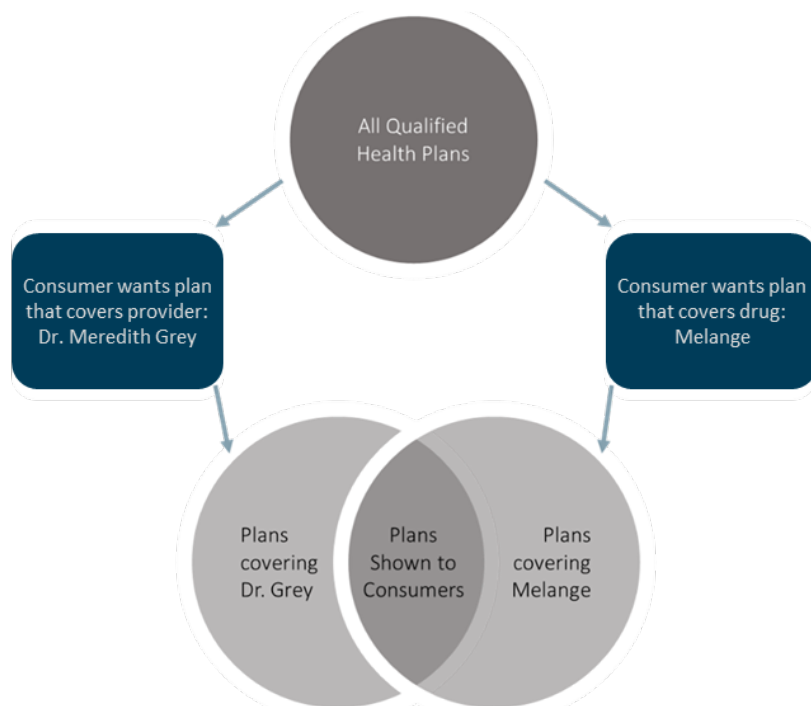 All Qualified
Health Plans
Consumer wants plan
that covers provider:
Dr. Meredith Grey
Consumer wants plan
that covers drug:
Melange
Plans
covering
Dr. Grey
Plans
Shown to
Consumers
Plans
covering
Melange